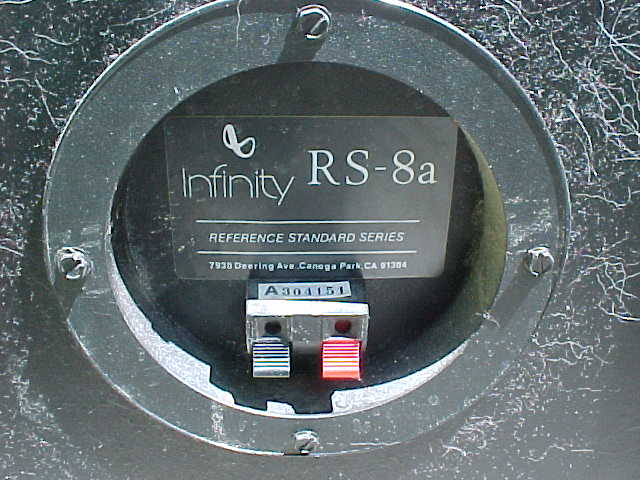 Infinity RS-8a
REFERENCE STANDARD SERIES
7930 Deering Ave. Canoga Park, CA 91304
A304151